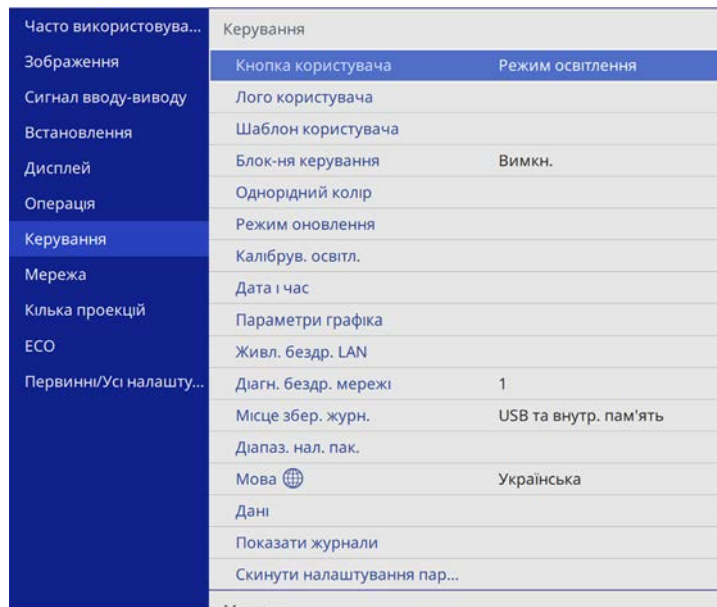 Часто використовува...
Зображення
Сигнал вводу-виводу
Встановлення
Дисплей
Операція
Керування
Мережа
Кілька проекцій
ECO
Первинні/Усі налашту...
Керування
Кнопка користувача Режим освітлення
Лого користувача
Шаблон користувача
Блок-ня керування Вимкн.
Однорідний колір
Режим оновлення
Калібрув. освітл.
Дата і час
Параметри графіка
Живл. бездр. LAN
Діагн. бездр. мережі 1
Місце збер. журн. USB та внутр. пам'ять
Діапаз. нал. пак.
Мова Українська
Дані
Показати журнали
Скинути налаштування пар...